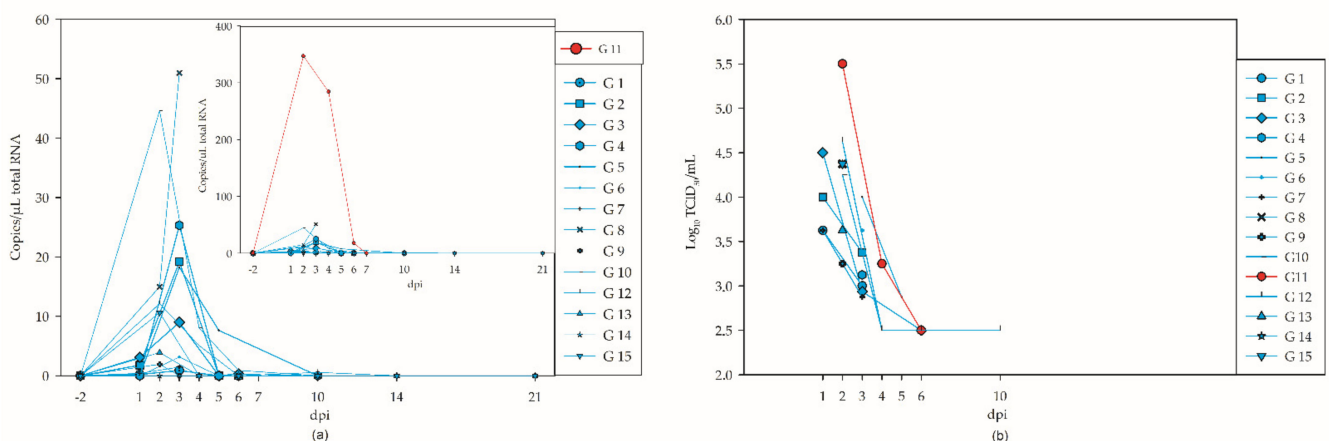 60
50
40
30
20
10
0
Copies/µL total RNA
-2 1 2 3 4 5 6 7 10 14 21
dpi
(a)
400
300
200
100
0
Copies/µL total RNA
-2 1 2 3 4 5 6 7 10 14 21
dpi
G 11
G 1
G 2
G 3
G 4
G 5
G 6
G 7
G 8
G 9
G 10
G 12
G 13
G 14
G 15
6.0
5.5
5.0
4.5
4.0
3.5
3.0
2.5
2.0
Log10 TCID50/mL
1 2 3 4 5 6 10
dpi
(b)
G 1
G 2
G 3
G 4
G 5
G 6
G 7
G 8
G 9
G10
G11
G 12
G 13
G 14
G 15